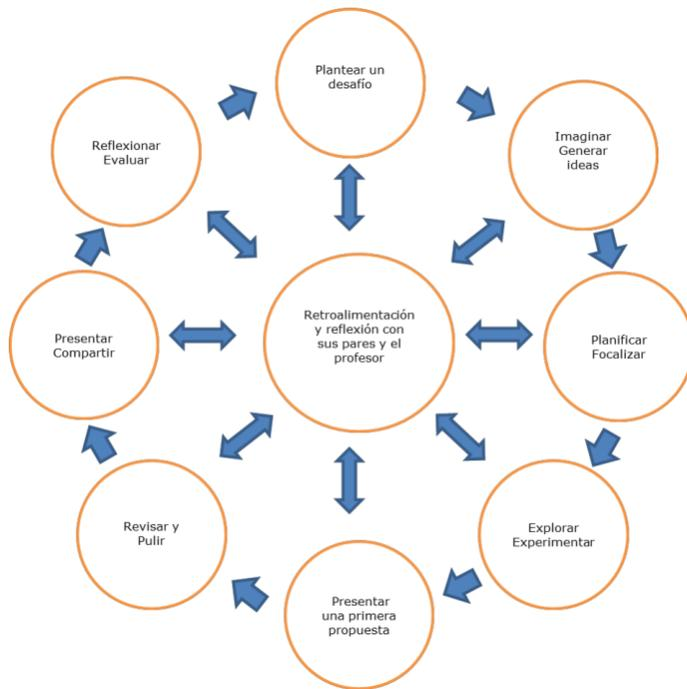 Plantear un
desafío
Imaginar
Generar
ideas
Planificar
Focalizar
Explorar
Experimentar
Presentar
una primera
propuesta
Revisar y
Pulir
Presentar
Compartir
Reflexionar
Evaluar
Retroalimentación
y reflexión con
sus pares y el
profesor